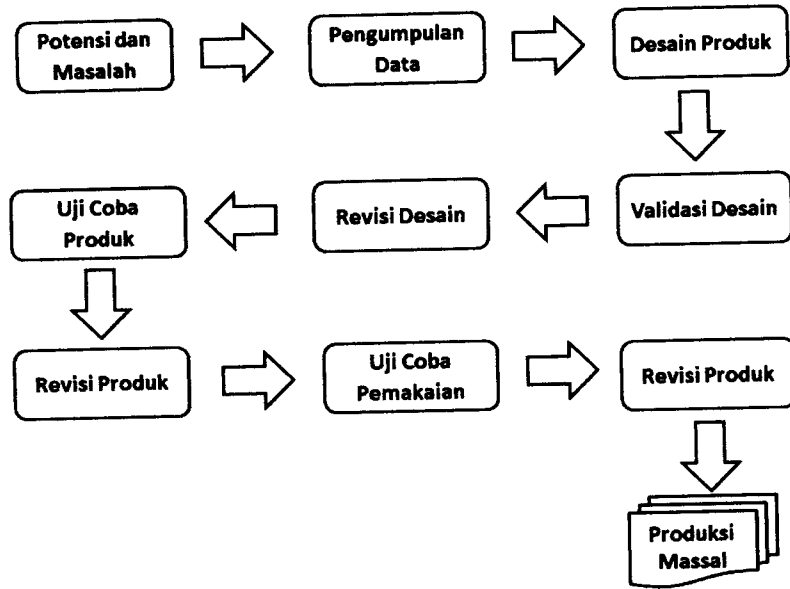 Potensi dan
Masalah
Pengumpulan
Data
Desain Produk
Validasi Desain
Revisi Desain
Uji Coba
Produk
Revisi Produk
Uji Coba
Pemakaian
Revisi Produk
Produksi
Massal